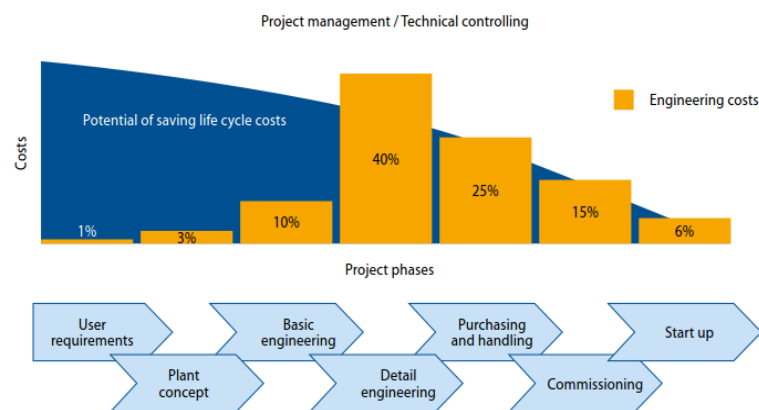 Project management / Technical controlling
Engineering costs
Potential of saving life cycle costs
Costs
1%
3%
10%
40%
25%
15%
6%
Project phases
User
requirements
Plant
concept
Basic
engineering
Detail
engineering
Purchasing
and handling
Commissioning
Start up